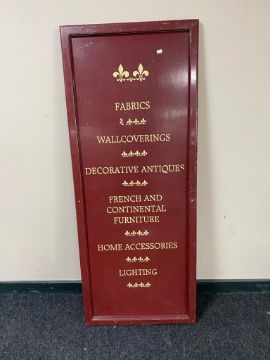 FABRICS
WALLCOVERINGS
DECORATIVE ANTIQUES
FRENCH AND
CONTINENTAL
FURNITURE
HOME ACCESSORIES
LIGHTING